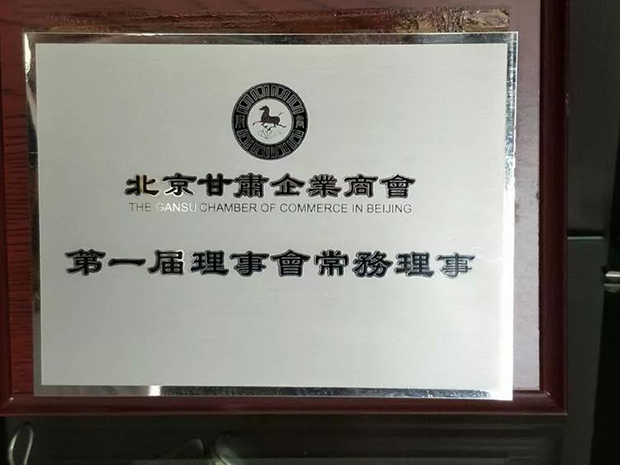 北京甘肅企業商會
THE GANSU CHAMBER OF COMMERCE IN BEIJING
第一届理事會常務理事